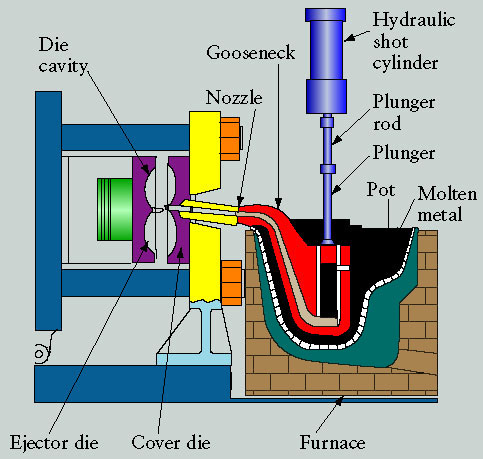 Hydraulic
shot
cylinder
Die
cavity
Gooseneck
Nozzle
Plunger
rod
Plunger
Pot
Molten
metal
Ejector die
Cover die
Furnace